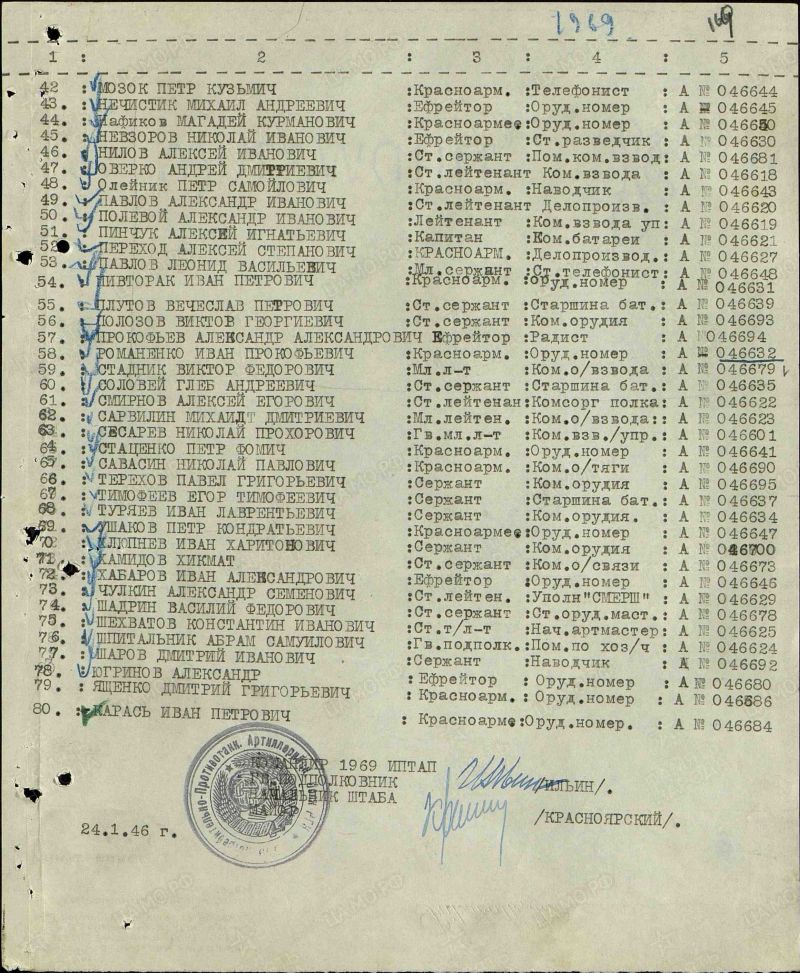 1969 169
1 : 2 : 3 : 4 : 5
42 : МОЗОК ПЕТР КУЗЬМИЧ :Красноарм. :Телефонист : А № 046644
43. : НЕЧИСТИК МИХАИЛ АНДРЕЕВИЧ :Ефрейтор :Оруд.номер : А № 046645
44. : Нафиков МАГАДЕЙ КУРМАНОВИЧ :Красноармее:Оруд.номер : А № 046650
45. : НЕВЗОРОВ НИКОЛАЙ ИВАНОВИЧ :Ефрейтор :Ст.разведчик : А № 046630
46. : НИЛОВ АЛЕКСЕЙ ИВАНОВИЧ :Ст.сержант :Пом.ком.взвод: А № 046681
47. : ОВЕРКО АНДРЕЙ ДМИТРИЕВИЧ :Ст.лейтенант Ком.взвода : А № 046618
48. : Олейник ПЕТР САМОЙЛОВИЧ :Красноарм. :Наводчик : А № 046643
49. : ПАВЛОВ АЛЕКСАНДР ИВАНОВИЧ :Ст.лейтенант Делопроизв. : А № 046620
50. : ПОЛЕВОЙ АЛЕКСАНДР ИВАНОВИЧ :Лейтенант :Ком.взвода уп: А № 046619
51. : ПИНЧУК АЛЕКСЕЙ ИГНАТЬЕВИЧ :Капитан :Ком.батареи : А № 046621
52 : ПЕРЕХОД АЛЕКСЕЙ СТЕПАНОВИЧ :КРАСНОАРМ. :Делопроизвод.: А № 046627
53. : ПАВЛОВ ЛЕОНИД ВАСИЛЬЕВИЧ :Мл.сержант :Ст.телефонист: А № 046648
54. : ПИВТОРАК ИВАН ПЕТРОВИЧ :Красноарм. :оруд.номер : А № 046631
55. : ПЛУТОВ ВЕЧЕСЛАВ ПЕТРОВИЧ :Ст.сержант :Старшина бат.: А № 046639
56. : ПОЛОЗОВ ВИКТОР ГЕОРГИЕВИЧ :Ст.сержант :Ком.орудия : А № 046693
57. : ПРОКОФЬЕВ АЛЕКСАНДР АЛЕКСАНДРОВИЧ Ефрейтор :Радист : А №046694
58. : РОМАНЕНКО ИВАН ПРОКОФЬЕВИЧ :Красноарм. :Оруд.номер : А № 046632
59. : СТАДНИК ВИКТОР ФЕДОРОВИЧ :Мл.л-т :Ком.о/взвода : А № 046679
60. : СОЛОВЕЙ ГЛЕБ АНДРЕЕВИЧ :Ст.сержант :Старшина бат.: А № 046635
61. : СМИРНОВ АЛЕКСЕЙ ЕГОРОВИЧ :Ст.лейтенан:Комсорг полка: А № 046622
62. : САРВИЛИН МИХАИЛТ ДМИТРИЕВИЧ :Мл.лейтен. :Ком.о/взвода:: А № 046623
63. : СЕСАРЕВ НИКОЛАЙ ПРОХОРОВИЧ :Гв.мл.л-т :Ком.взв./упр.: А № 046601
64. : СТАЦЕНКО ПЕТР ФОМИЧ :Красноарм. :Оруд.номер : А № 046641
65. : САВАСИН НИКОЛАЙ ПАВЛОВИЧ :Красноарм. :Ком.о/тяги : А № 046690
66. : ТЕРЕХОВ ПАВЕЛ ГРИГОРЬЕВИЧ :Сержант :Ком.орудия : А № 046695
67. : ТИМОФЕЕВ ЕГОР ТИМОФЕЕВИЧ :Сержант :Старшина бат.: А № 046637
68. : ТУРЯЕВ ИВАН ЛАВРЕНТЬЕВИЧ :Сержант :Ком.орудия. : А № 046634
69. : УШАКОВ ПЕТР КОНДРАТЬЕВИЧ :Красноармее:Оруд.номер : А № 046647
70. : ХЛЮПНЕВ ИВАН ХАРИТОНОВИЧ :Сержант :Ком.орудия : А № 046700
71. : ХАМИДОВ ХИКМАТ :Ст.сержант :Ком.о/связи : А № 046673
72. : ХАБАРОВ ИВАН АЛЕКСАНДРОВИЧ :Ефрейтор :Оруд.номер : А № 046646
73. : ЧУЛКИН АЛЕКСАНДР СЕМЕНОВИЧ :Ст.лейтен. :Уполн"СМЕРШ" : А № 046629
74. : ШАДРИН ВАСИЛИЙ ФЕДОРОВИЧ :Ст.сержант :Ст.оруд.маст.: А № 046678
75. : ШЕХВАТОВ КОНСТАНТИН ИВАНОВИЧ :Ст.т/л-т :Нач.артмастер: А № 046625
76. : ШПИТАЛЬНИК АБРАМ САМУИЛОВИЧ :Гв.подполк.:Пом.по хоз/ч : А № 046624
77. : ШАРОВ ДМИТРИЙ ИВАНОВИЧ :Сержант :Наводчик : А № 046692
78. : ЮГРИНОВ АЛЕКСАНДР :Ефрейтор : Оруд.номер : А № 046680
79. : ЯЩЕНКО ДМИТРИЙ ГРИГОРЬЕВИЧ : Красноарм. : Оруд.номер : А № 046686
80. : КАРАСЬ ИВАН ПЕТРОВИЧ : Красноарме:Оруд.номер. : А № 046684
КОМАНДИР 1969 ИПТАП
ГВ.ПОДПОЛКОВНИК /ИЛЬИН/.
НАЧАЛЬНИК ШТАБА
МАЙОР /КРАСНОЯРСКИЙ/.
24.1.46 г.